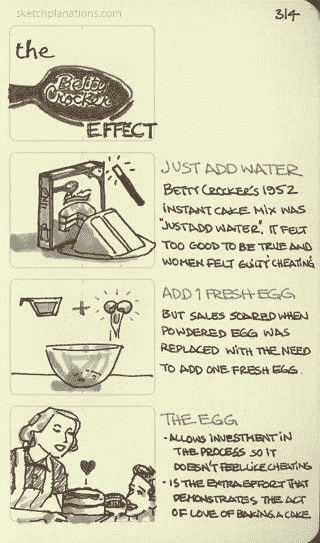 sketchplanations.com
3/4
the
Betty
Crocker
EFFECT
JUST ADD WATER
BETTY CROCKER'S 1952
INSTANT CAKE MIX WAS
"JUST ADD WATER". IT FELT
TOO GOOD TO BE TRUE AND
WOMEN FELT GUILTY 'CHEATING'
ADD 1 FRESH EGG
BUT SALES SOARED WHEN
POWDERED EGG WAS
REPLACED WITH THE NEED
TO ADD ONE FRESH EGG.
THE EGG
• ALLOWS INVESTMENT IN
THE PROCESS SO IT
DOESN'T FEEL LIKE CHEATING
• IS THE EXTRA EFFORT THAT
DEMONSTRATES THE ACT
OF LOVE OF BAKING A CAKE